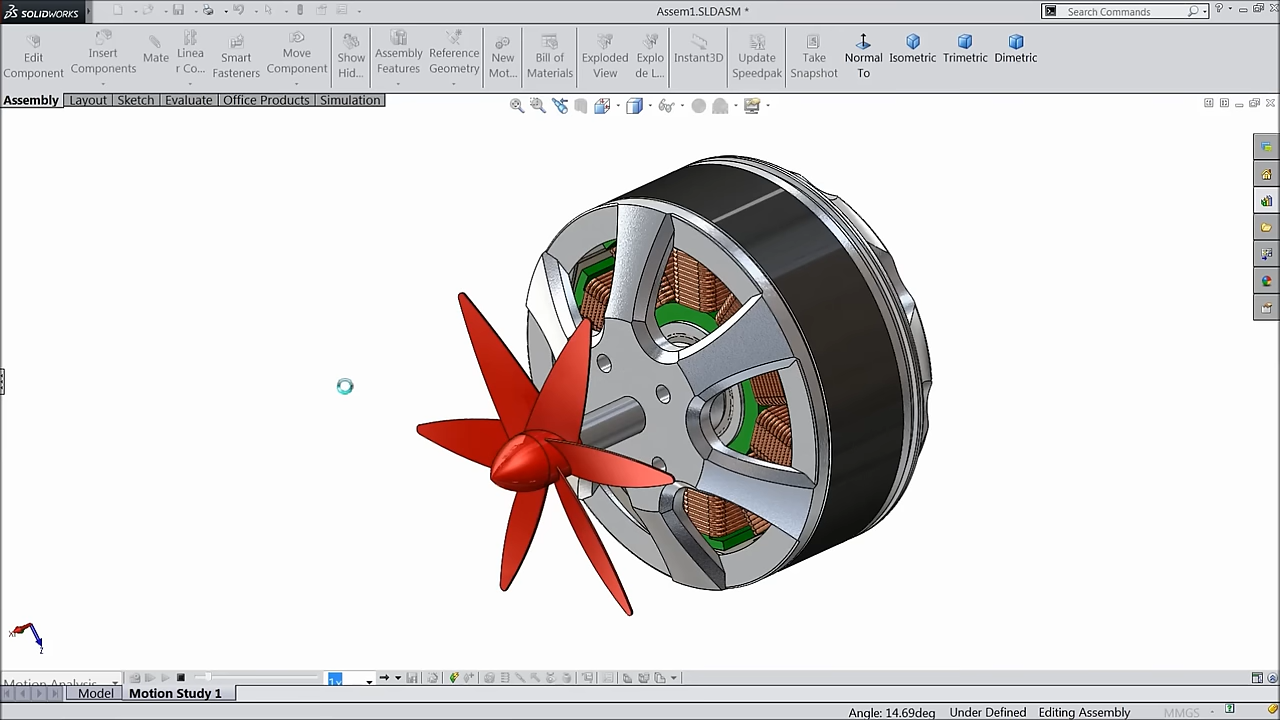 SOLIDWORKS
Assem1.SLDASM *
Search Commands
Edit Component
Insert Components
Mate
Linea r Co...
Smart Fasteners
Move Component
Show Hid...
Assembly Features
Reference Geometry
New Mot...
Bill of Materials
Exploded View
Explo de L...
Instant3D
Update Speedpak
Take Snapshot
Normal To
Isometric
Trimetric
Dimetric
Assembly Layout Sketch Evaluate Office Products Simulation
Motion Analysis
Model Motion Study 1
Angle: 14.69deg Under Defined Editing Assembly MMGS